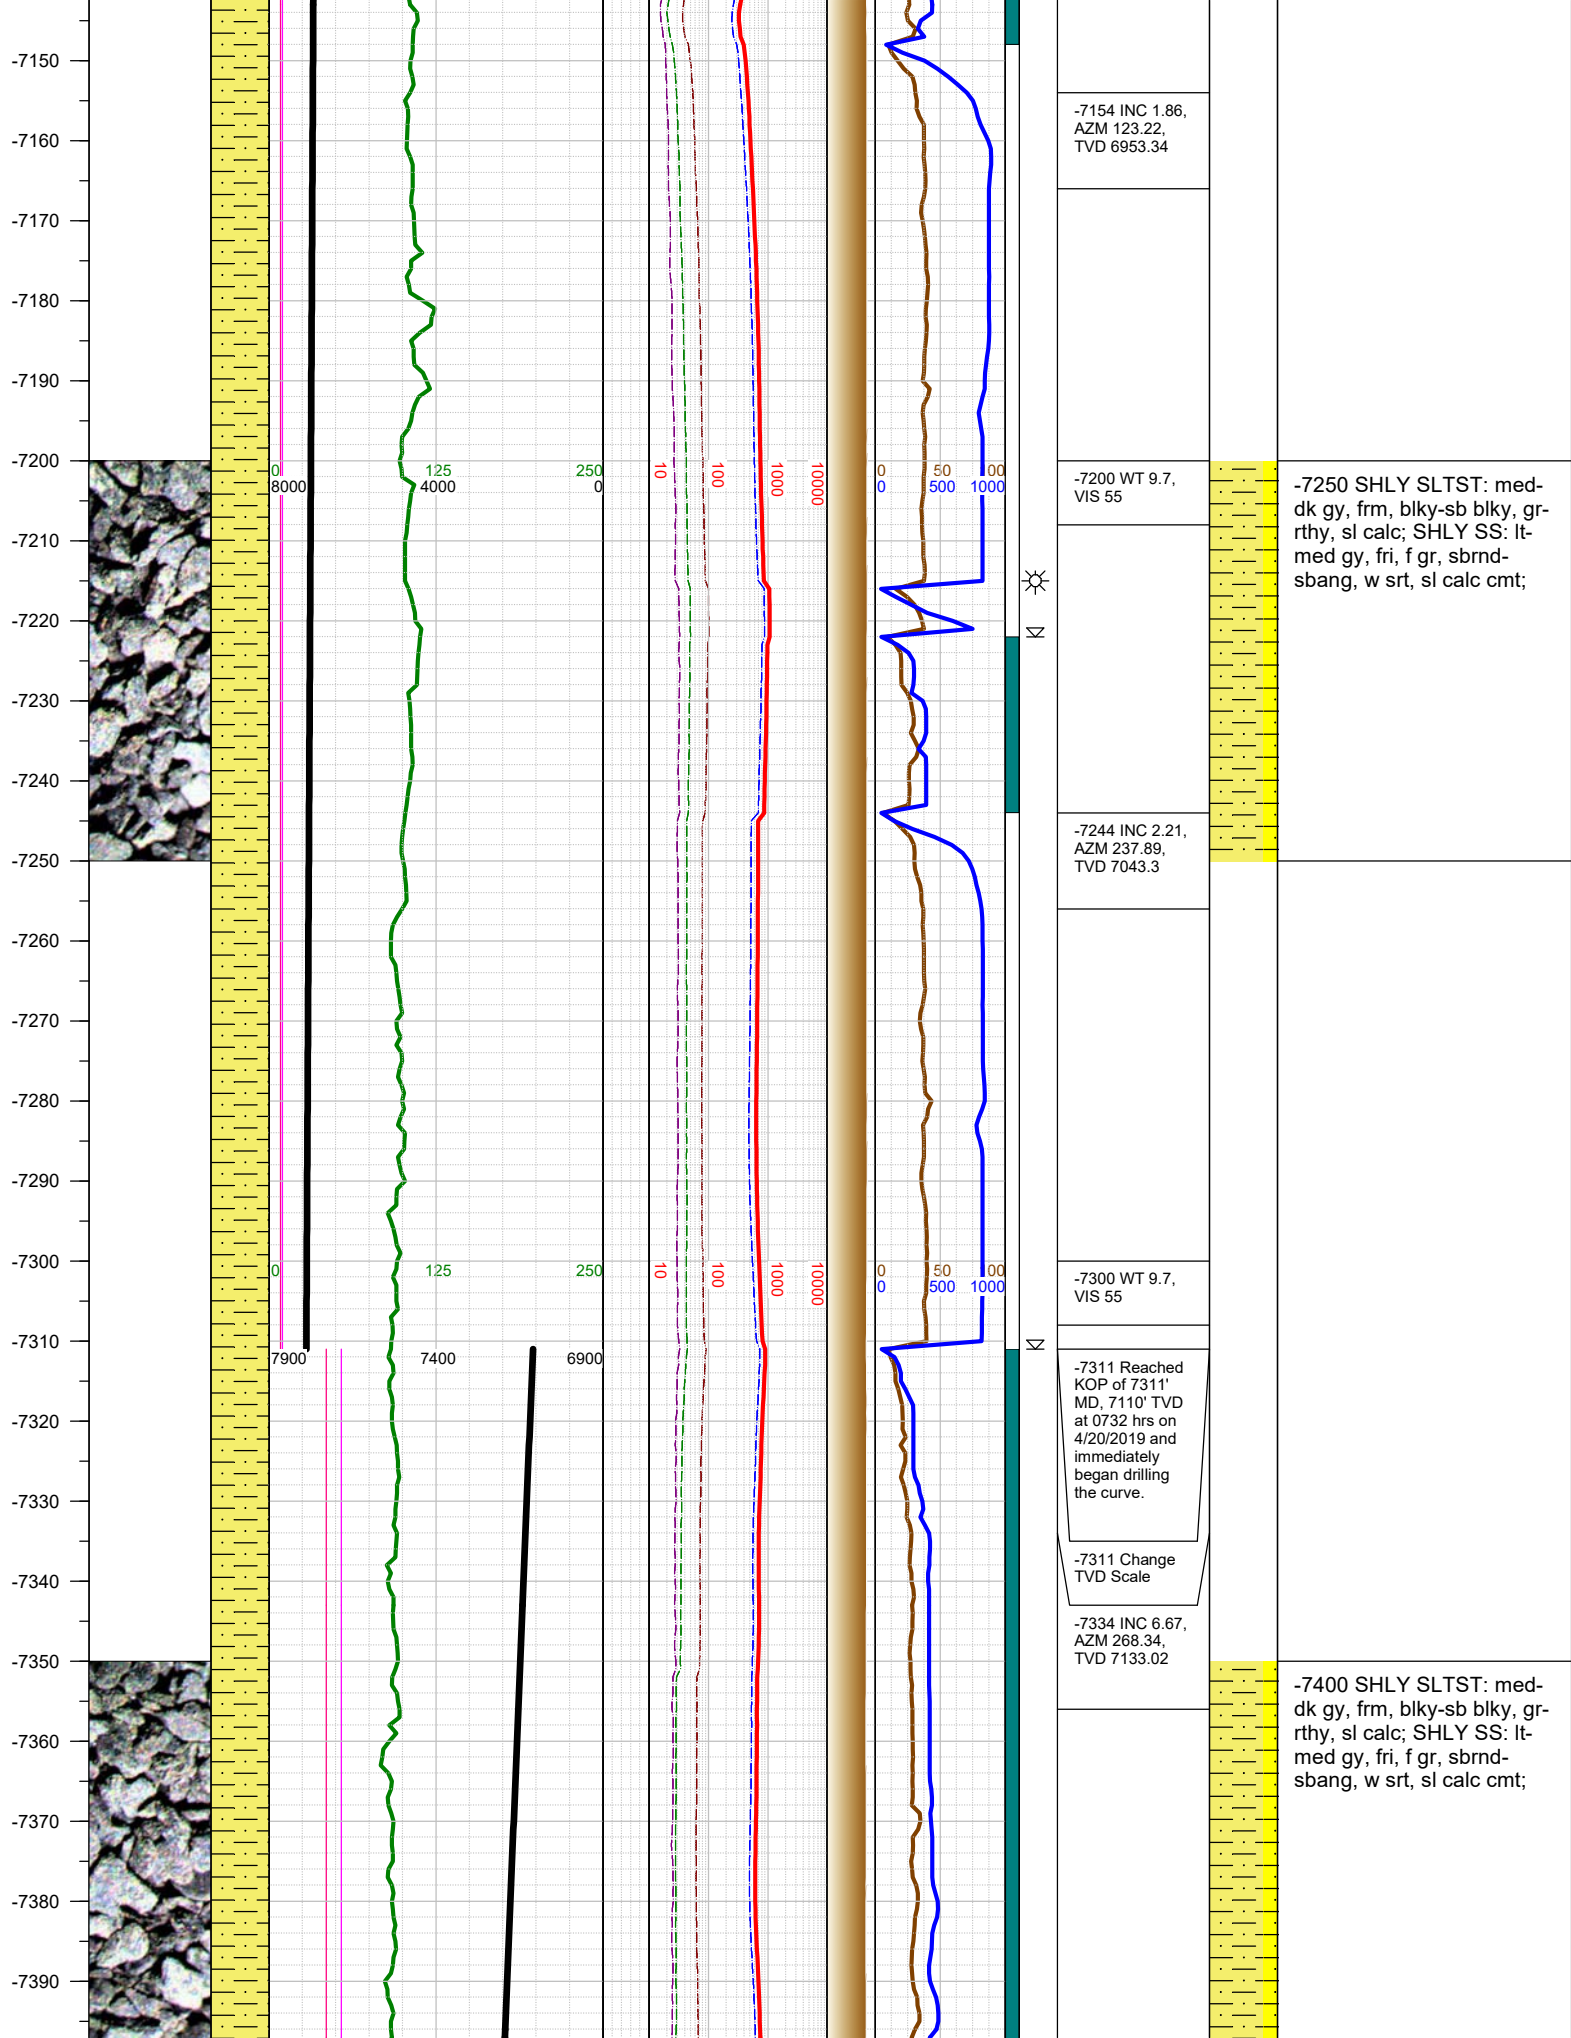 -7150
-7154 INC 1.86,
AZM 123.22,
TVD 6953.34
-7160
-7170
-7180
-7190
-7200
0 125 250
8000 4000 0
10 100 1000 10000
0 50 00
0 500 1000
-7200 WT 9.7,
VIS 55
-7250 SHLY SLTST: med-
dk gy, frm, blky-sb blky, gr-
rthy, sl calc; SHLY SS: lt-
med gy, fri, f gr, sbrnd-
sbang, w srt, sl calc cmt;
-7210
-7220
-7230
-7240
-7244 INC 2.21,
AZM 237.89,
TVD 7043.3
-7250
-7260
-7270
-7280
-7290
-7300
0 125 250
10 100 1000 10000
0 50 00
0 500 1000
-7300 WT 9.7,
VIS 55
-7310
7900 7400 6900
-7311 Reached
KOP of 7311'
MD, 7110' TVD
at 0732 hrs on
4/20/2019 and
immediately
began drilling
the curve.
-7320
-7330
-7311 Change
TVD Scale
-7340
-7334 INC 6.67,
AZM 268.34,
TVD 7133.02
-7350
-7400 SHLY SLTST: med-
dk gy, frm, blky-sb blky, gr-
rthy, sl calc; SHLY SS: lt-
med gy, fri, f gr, sbrnd-
sbang, w srt, sl calc cmt;
-7360
-7370
-7380
-7390